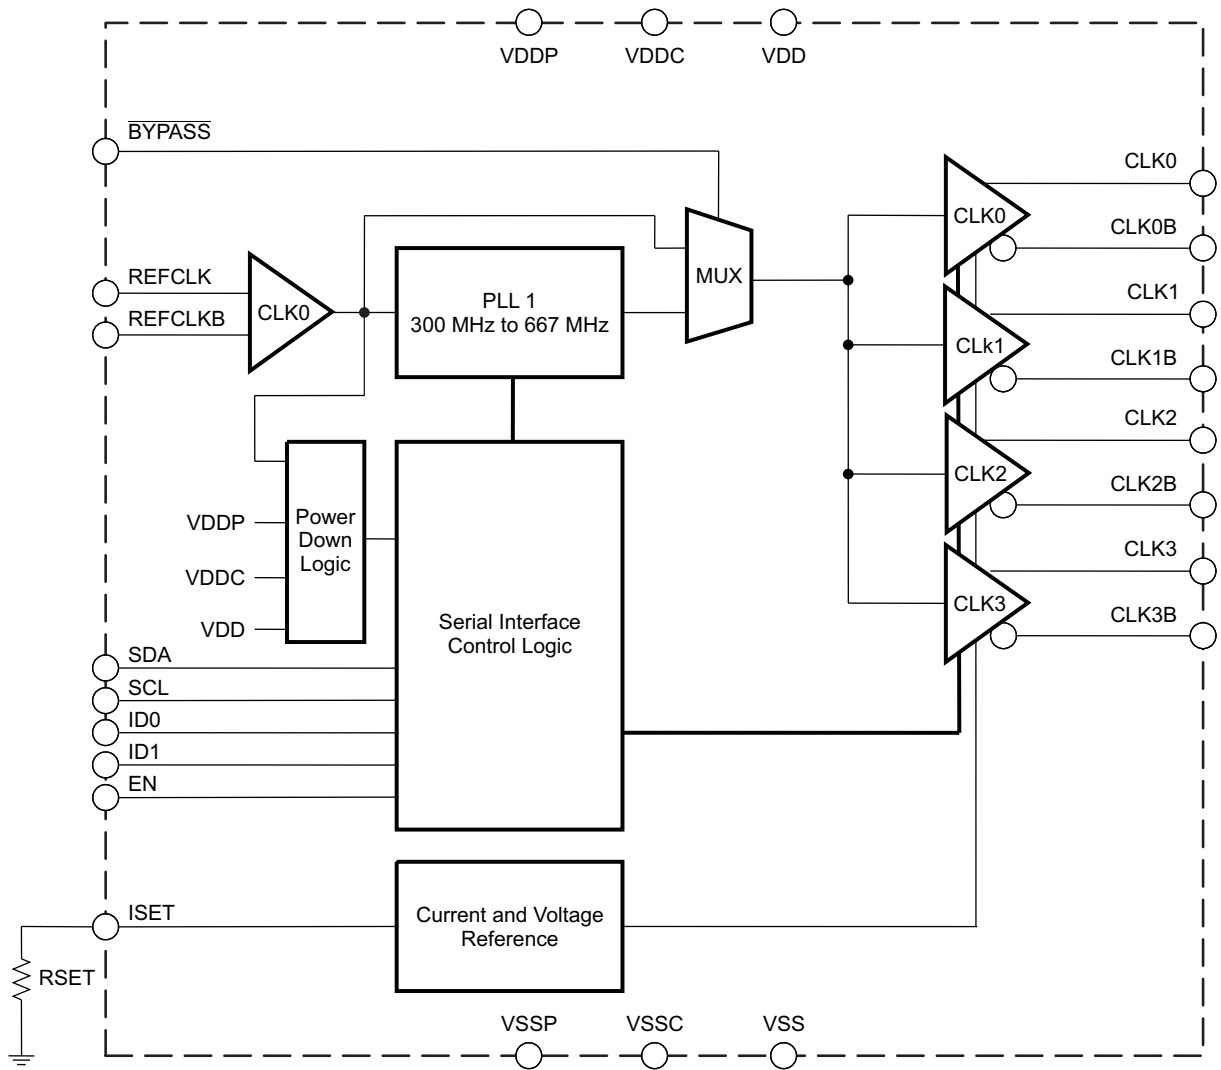 VDDP
VDDC
VDD
BYPASS
CLK0
CLK0
CLK0B
REFCLK
REFCLKB
CLK0
PLL 1
300 MHz to 667 MHz
MUX
CLK1
CLk1
CLK1B
CLK2
CLK2
CLK2B
VDDP
VDDC
VDD
Power
Down
Logic
Serial Interface
Control Logic
CLK3
CLK3
CLK3B
SDA
SCL
ID0
ID1
EN
ISET
Current and Voltage
Reference
RSET
VSSP
VSSC
VSS